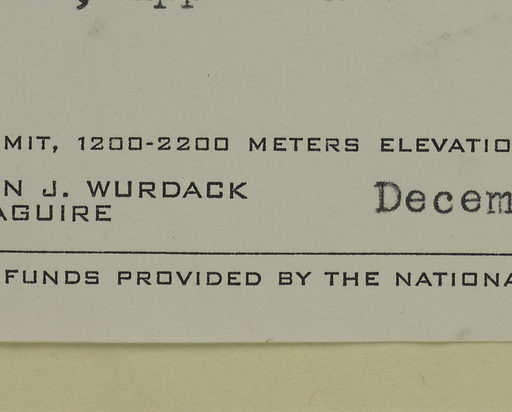 MIT, 1200-2200 METERS ELEVATIO
N J. WURDACK
AGUIRE
Decem
FUNDS PROVIDED BY THE NATIONA